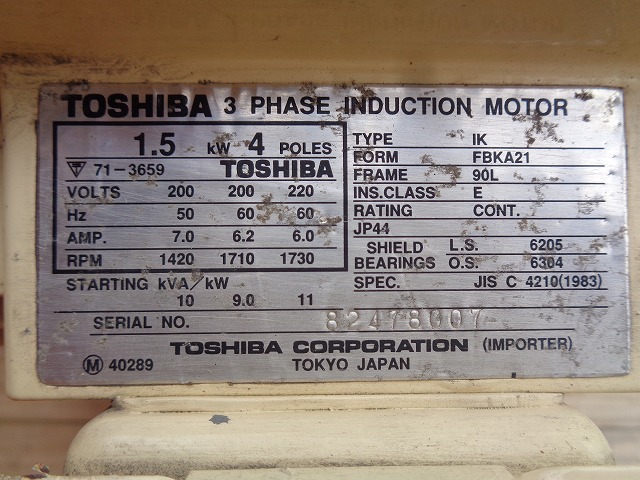 TOSHIBA 3 PHASE INDUCTION MOTOR
1.5 kW 4 POLES
71-3659 TOSHIBA
VOLTS 200 200 220
Hz 50 60 60
AMP. 7.0 6.2 6.0
RPM 1420 1710 1730
STARTING kVA/kW
10 9.0 11
TYPE IK
FORM FBKA21
FRAME 90L
INS.CLASS E
RATING CONT.
JP44
SHIELD L.S. 6205
BEARINGS O.S. 6304
SPEC. JIS C 4210(1983)
SERIAL NO. 82478007
TOSHIBA CORPORATION (IMPORTER)
M 40289 TOKYO JAPAN